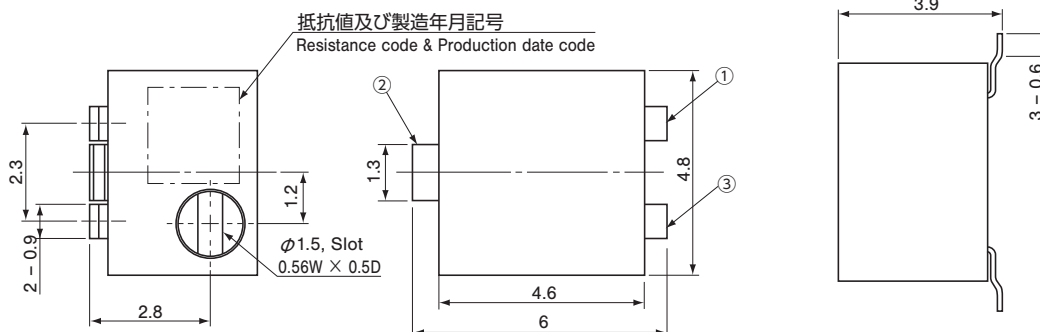 抵抗値及び製造年月記号
Resistance code & Production date code
3.9
3 – 0.6
①
②
③
2.3
1.3
4.8
1.2
2 – 0.9
φ1.5, Slot
0.56W × 0.5D
2.8
4.6
6